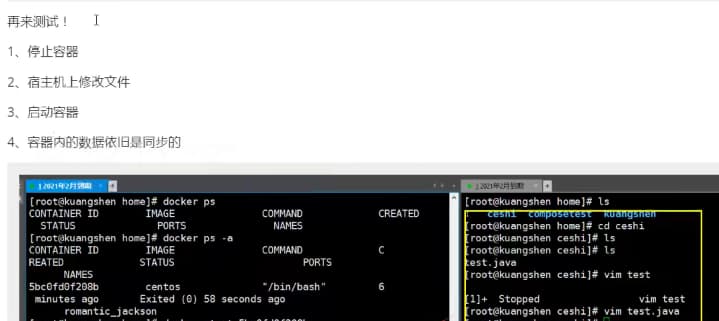 再来测试！
1、停止容器
2、宿主机上修改文件
3、启动容器
4、容器内的数据依旧是同步的
1 2021年2月到期
[root@kuangshen home]# docker ps
CONTAINER ID IMAGE COMMAND CREATED
STATUS PORTS NAMES
[root@kuangshen home]# docker ps -a
CONTAINER ID IMAGE COMMAND C
REATED STATUS PORTS
NAMES
5bc0fd0f208b centos "/bin/bash" 6
minutes ago Exited (0) 58 seconds ago
romantic_jackson
1 2021年2月到期
[root@kuangshen home]# ls
ceshi composetest kuangshen
[root@kuangshen home]# cd ceshi
[root@kuangshen ceshi]# ls
[root@kuangshen ceshi]# ls
test.java
[root@kuangshen ceshi]# vim test
[1]+ Stopped vim test
[root@kuangshen ceshi]# vim test.java